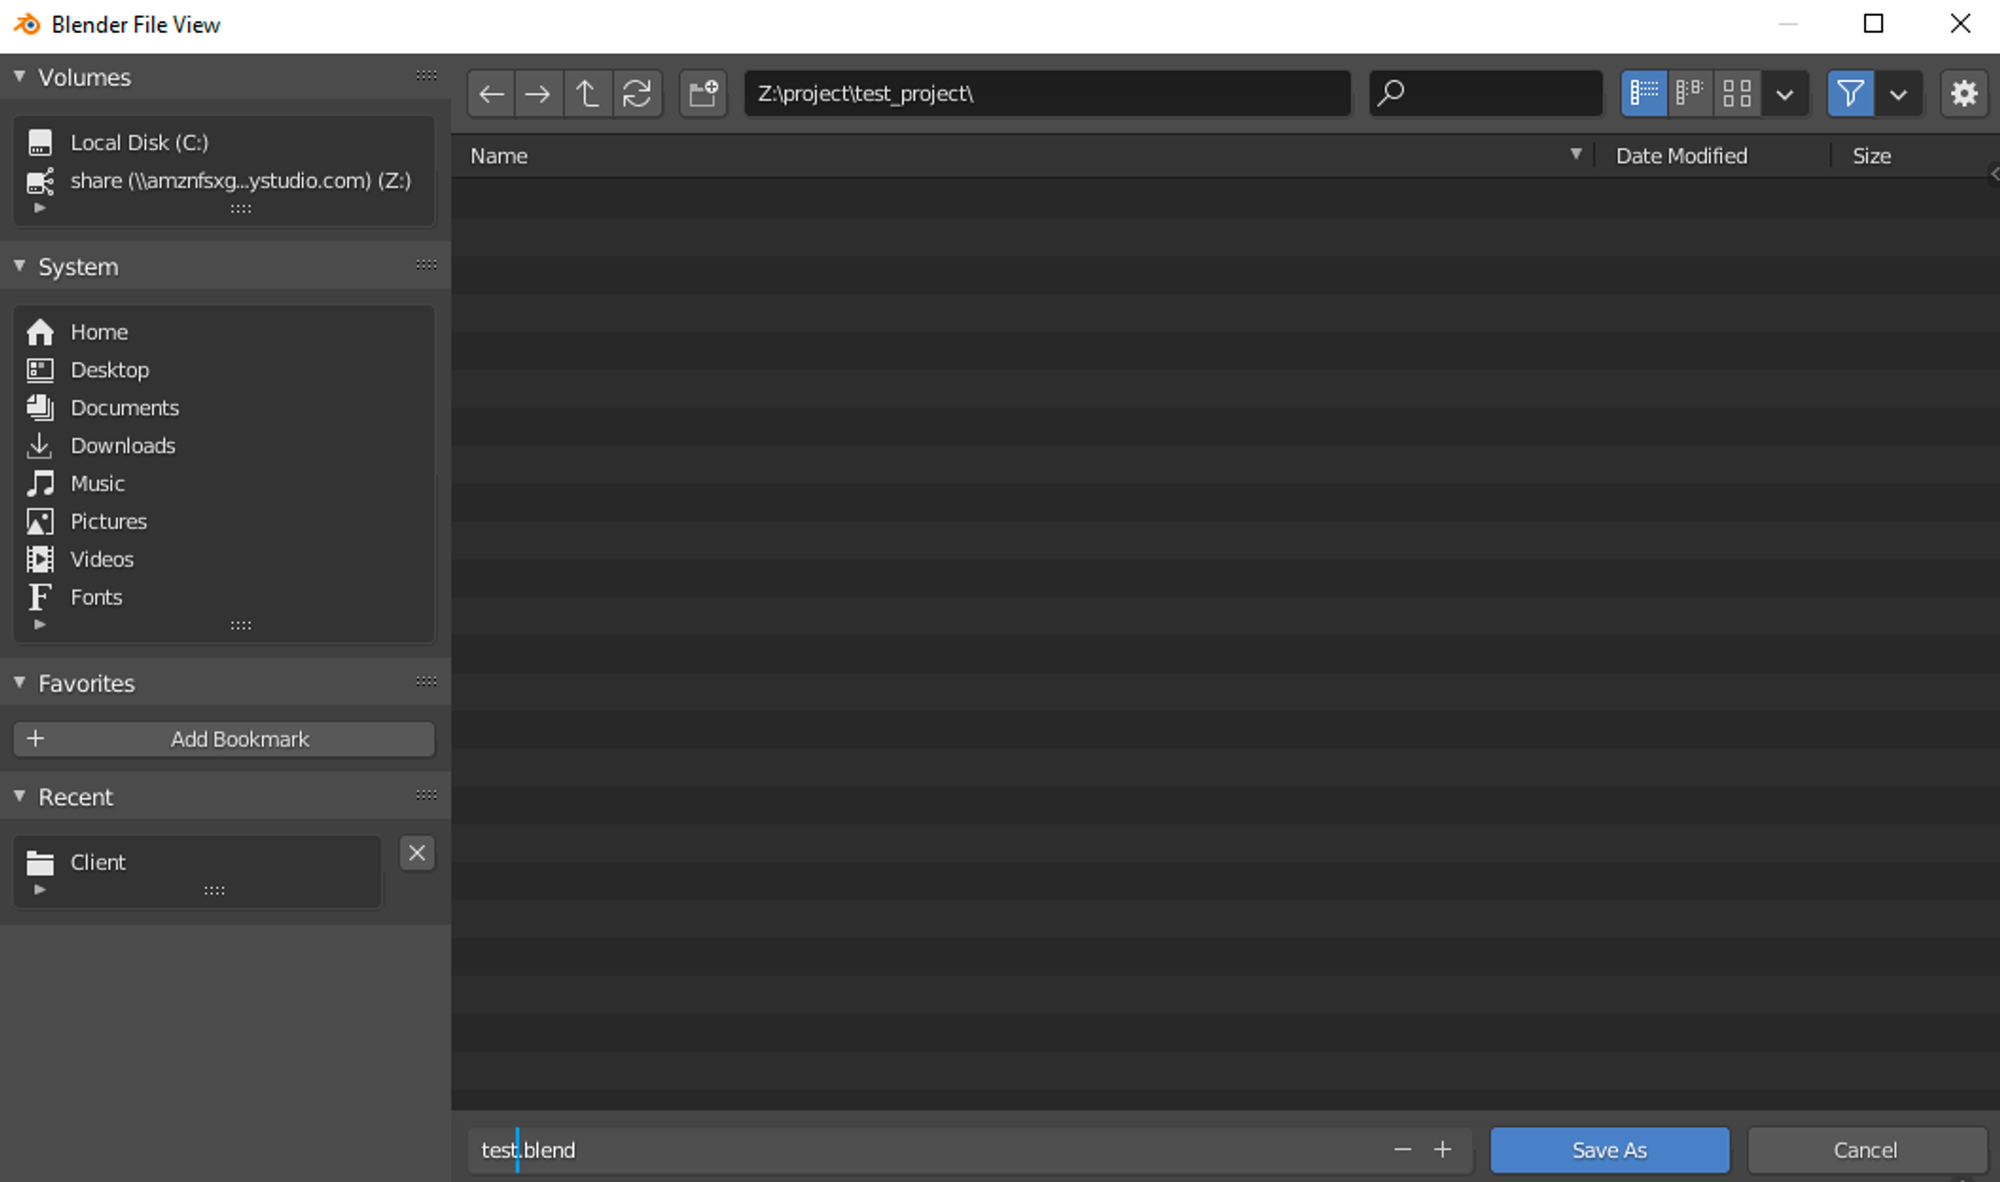 Blender File View
Volumes
Local Disk (C:)
share (\\amznfsxg...ystudio.com) (Z:)
System
Home
Desktop
Documents
Downloads
Music
Pictures
Videos
Fonts
Favorites
Add Bookmark
Recent
Client
Z:\project\test_project\
Name
Date Modified
Size
test.blend
Save As
Cancel